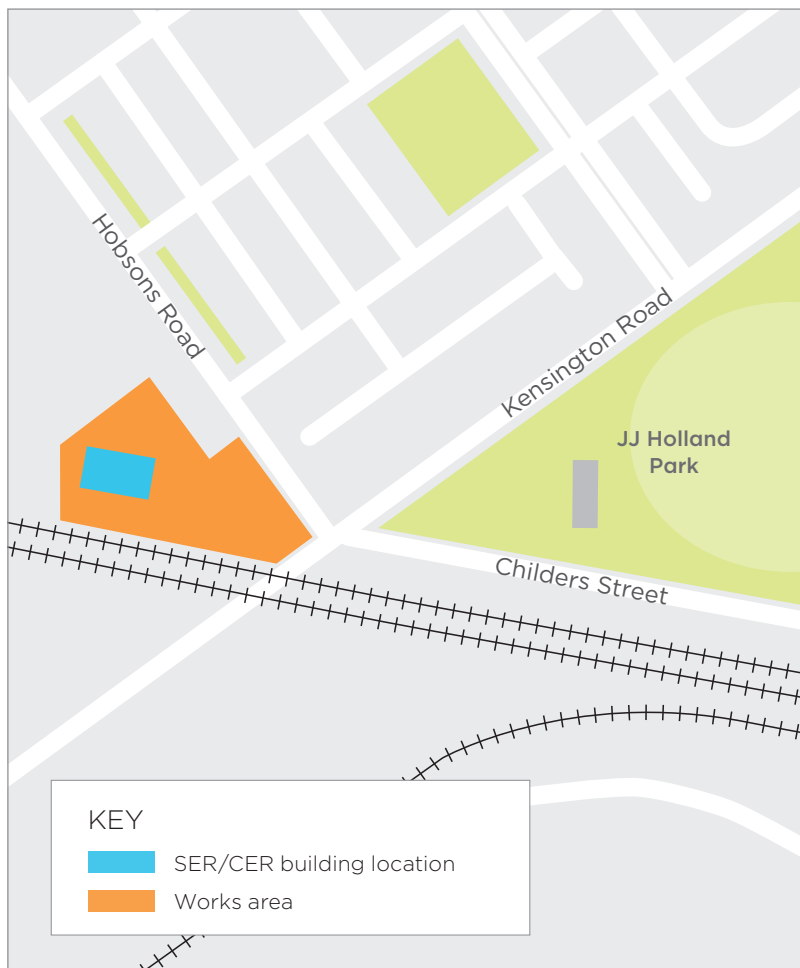 Hobsons Road
Kensington Road
JJ Holland
Park
Childers Street
KEY
SER/CER building location
Works area